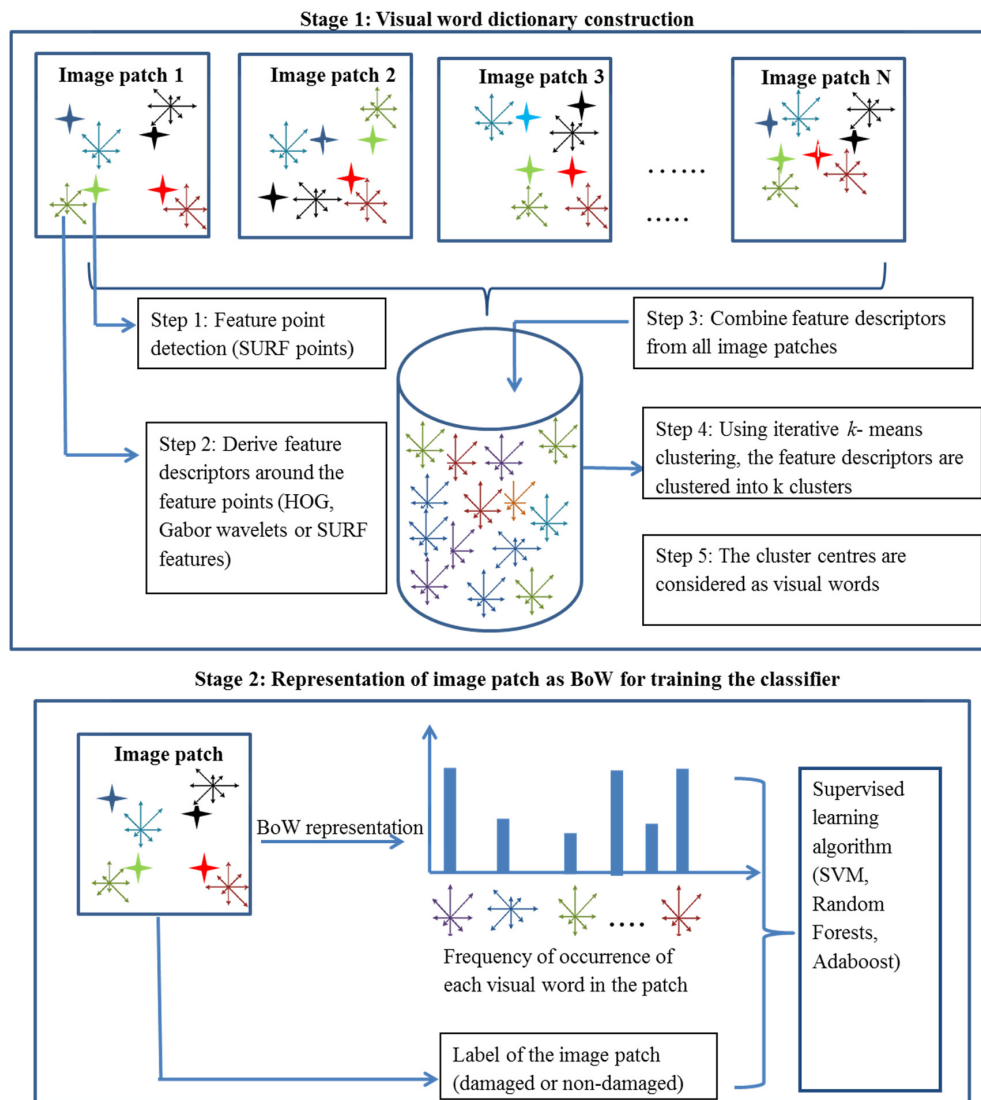 Stage 1: Visual word dictionary construction
Image patch 1
Image patch 2
Image patch 3
Image patch N
......
.....
Step 1: Feature point
detection (SURF points)
Step 3: Combine feature descriptors
from all image patches
Step 2: Derive feature
descriptors around the
feature points (HOG,
Gabor wavelets or SURF
features)
Step 4: Using iterative k- means
clustering, the feature descriptors are
clustered into k clusters
Step 5: The cluster centres are
considered as visual words
Stage 2: Representation of image patch as BoW for training the classifier
Image patch
BoW representation
....
Frequency of occurrence of
each visual word in the patch
Supervised
learning
algorithm
(SVM,
Random
Forests,
Adaboost)
Label of the image patch
(damaged or non-damaged)